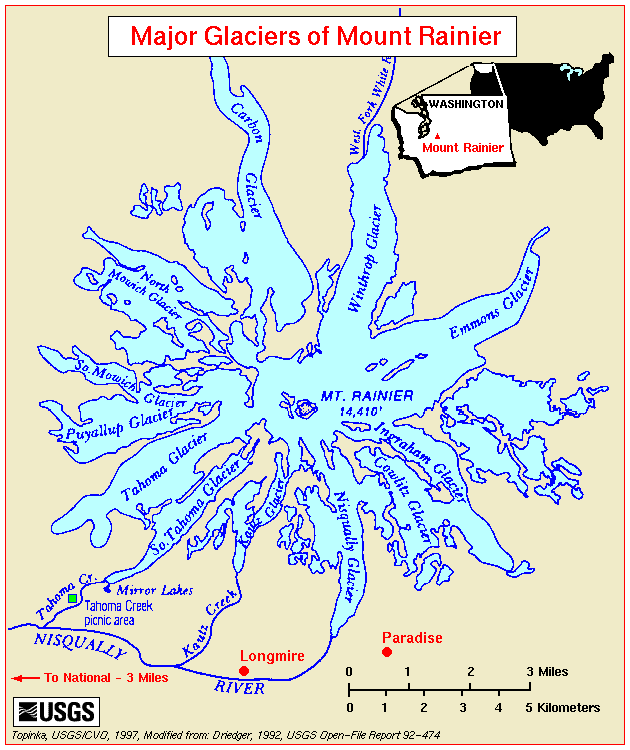 Major Glaciers of Mount Rainier
WASHINGTON
Mount Rainier
Carbon
Glacier
West. Fork White
Winthrop Glacier
Emmons Glacier
North
Mowich Glacier
So. Mowich
Glacier
Puyallup Glacier
MT. RAINIER
14,410'
Tahoma Glacier
So. Tahoma Glacier
Kautz Glacier
Nisqually Glacier
Cowlitz Glacier
Ingraham Glacier
Tahoma Cr.
Mirror Lakes
Tahoma Creek
picnic area
Kautz Creek
NISQUALLY
RIVER
Longmire
Paradise
To National - 3 Miles
0 1 2 3 Miles
0 1 2 3 4 5 Kilometers
USGS
Topinka, USGS/CVO, 1997, Modified from: Driedger, 1992, USGS Open-File Report 92-474